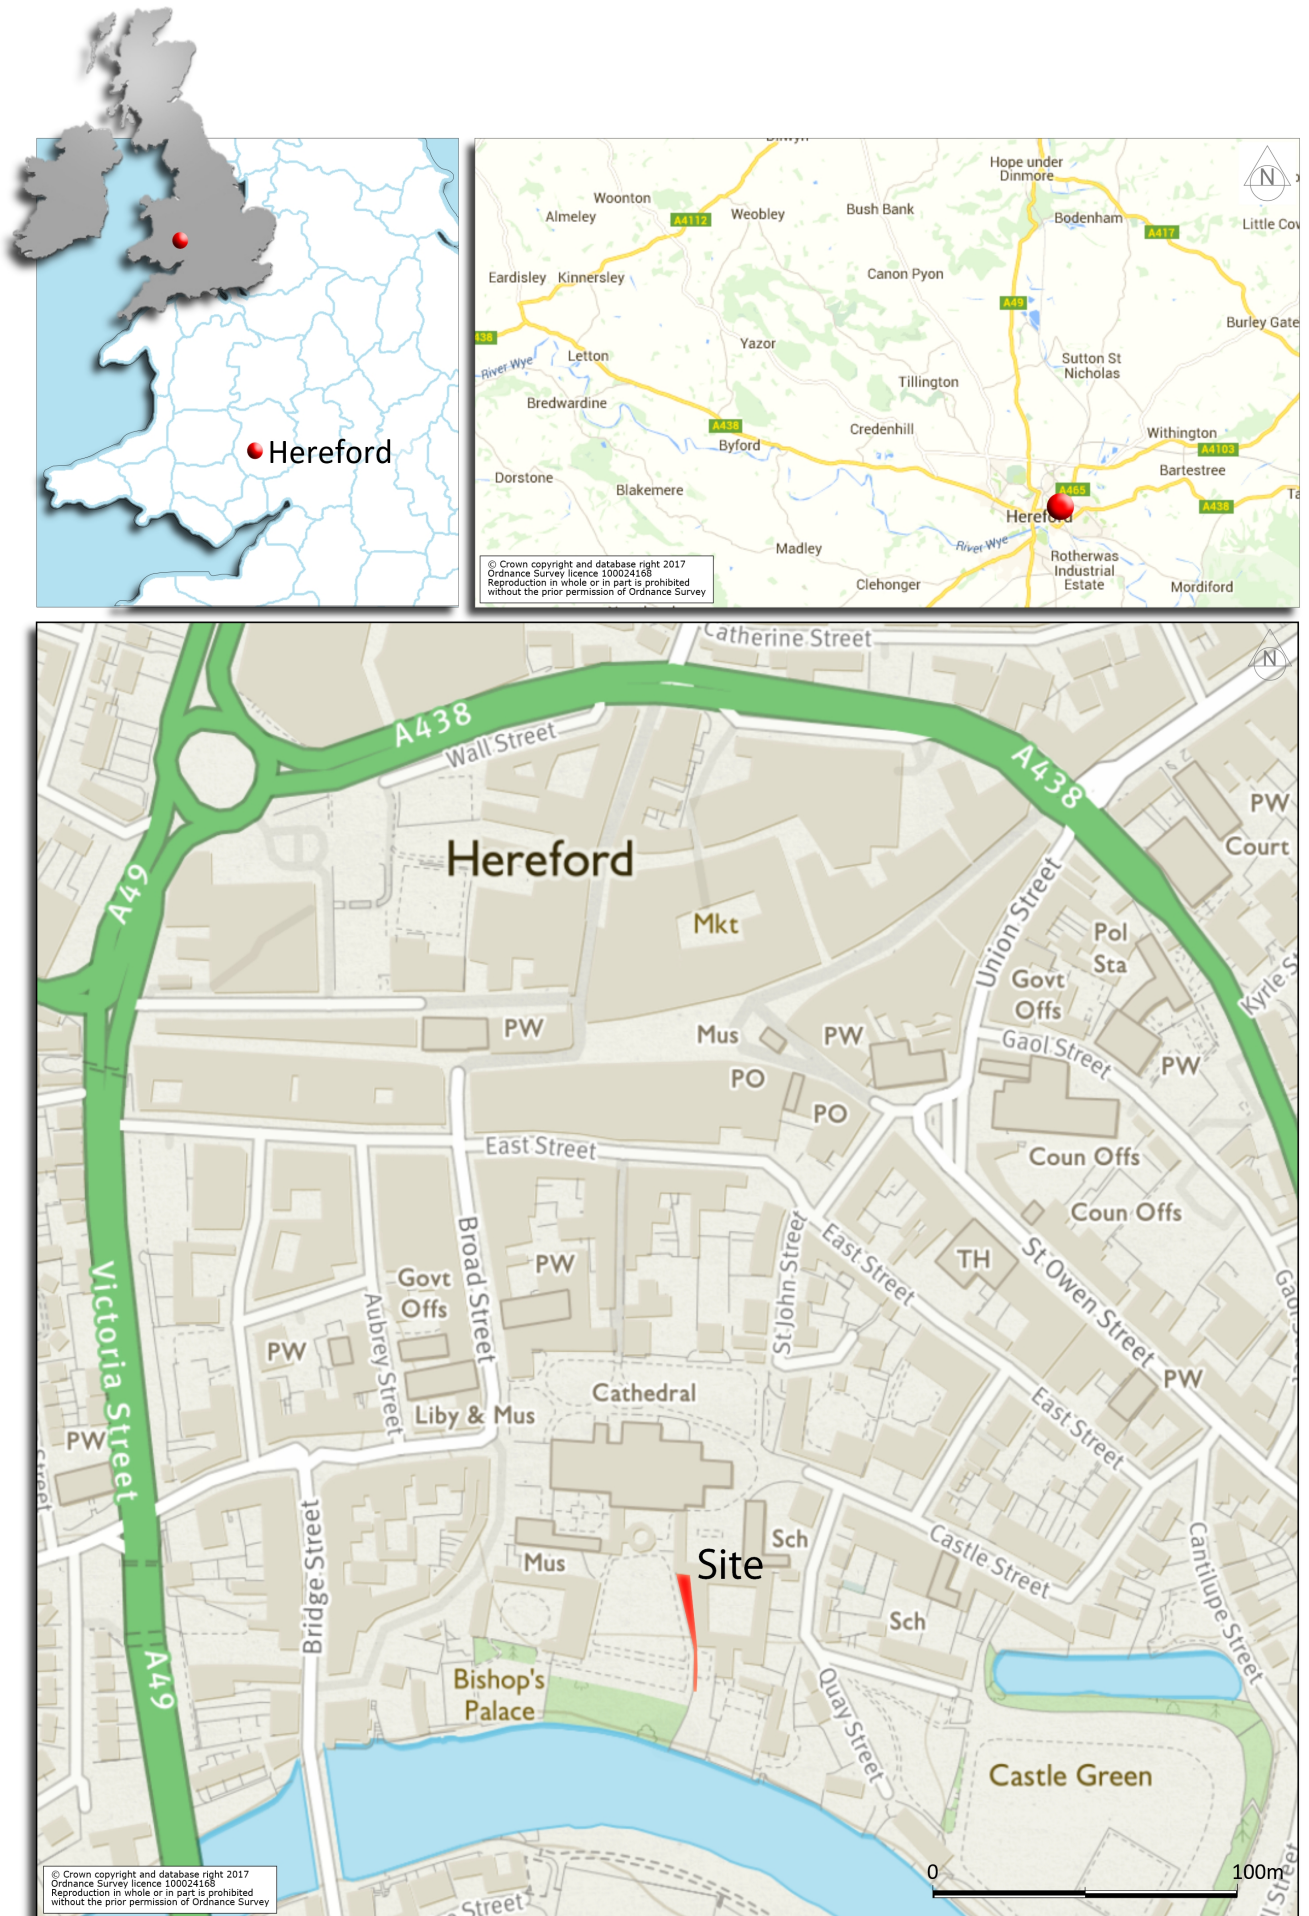 Hereford
Dilwyn
Hope under
Dinmore
N
Woonton
Almeley
A4112
Weobley
Bush Bank
Bodenham
A417
Eardisley
Kinnersley
Canon Pyon
A49
Burley Gate
438
River Wye
Letton
Yazor
Sutton St
Nicholas
Tillington
Bredwardine
A438
Byford
Credenhill
Withington
A4103
Bartestree
Dorstone
Blakemere
A465
A438
Hereford
Madley
River Wye
Rotherwas
Industrial
Estate
Clehonger
Mordiford
© Crown copyright and database right 2017
Ordnance Survey licence 100024168
Reproduction in whole or in part is prohibited
without the prior permission of Ordnance Survey
Catherine Street
N
A438
Wall Street
A438
PW
Court
Hereford
A49
Mkt
Union Street
Pol
Sta
Govt
Offs
Kyrle S
PW
Mus
PW
Gaol Street
PW
PO
PO
East Street
Coun Offs
Coun Offs
Victoria Street
Broad Street
PW
St John Street
East Street
TH
St Owen Street
Govt
Offs
Aubrey Street
PW
PW
Cathedral
East Street
Liby & Mus
PW
Street
Bridge Street
Mus
Sch
Site
Castle Street
Cantilupe Street
Sch
A49
Bishop's
Palace
Quay Street
Castle Green
0
100m
© Crown copyright and database right 2017
Ordnance Survey licence 100024168
Reproduction in whole or in part is prohibited
without the prior permission of Ordnance Survey
Street